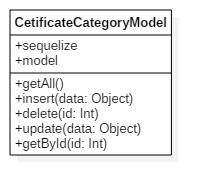 CetificateCategoryModel
+sequelize
+model
+getAll()
+insert(data: Object)
+delete(id: Int)
+update(data: Object)
+getById(id: Int)